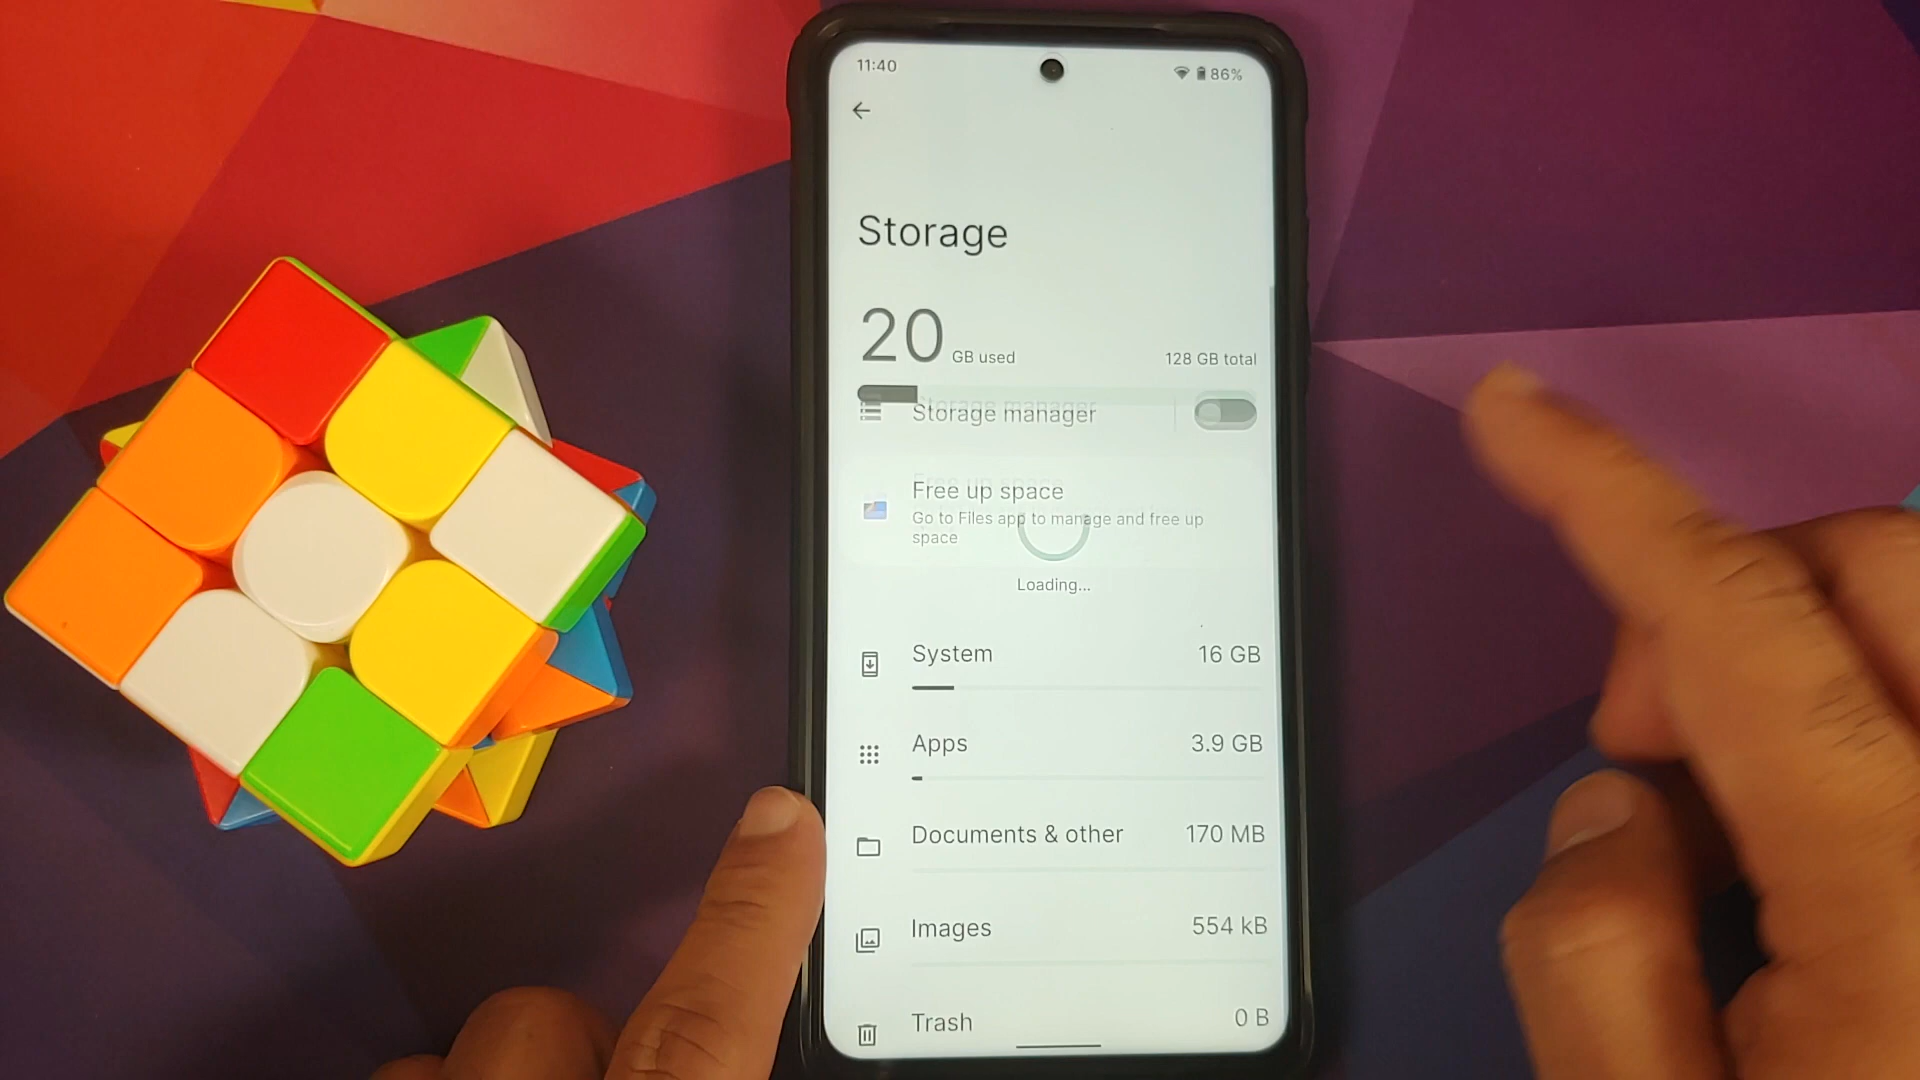 11:40
86%
Storage
20 GB used
128 GB total
Storage manager
Free up space
Go to Files app to manage and free up
space
Loading...
System
16 GB
Apps
3.9 GB
Documents & other
170 MB
Images
554 kB
Trash
0 B